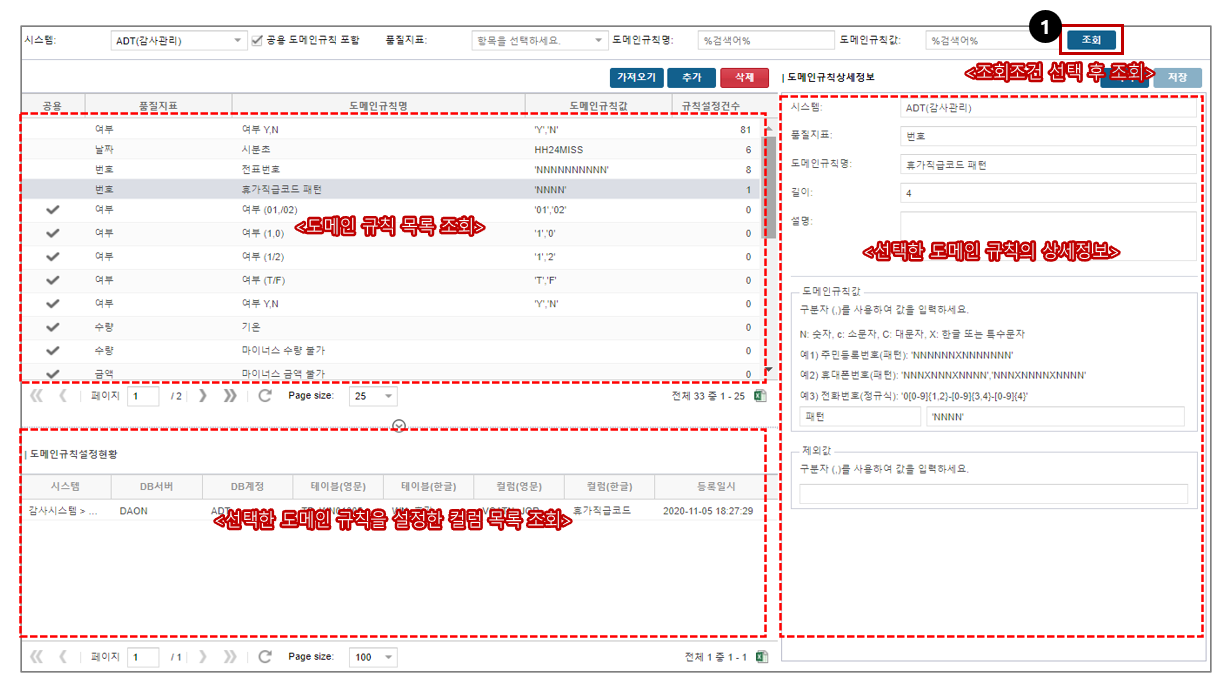 1
시스템: ADT(감사관리) 공용 도메인규칙 포함 품질지표: 항목을 선택하세요. 도메인규칙명: %검색어% 도메인규칙값: %검색어% 조회
<조회조건 선택 후 조회>
가져오기 추가 삭제 | 도메인규칙상세정보 저장
공용 품질지표 도메인규칙명 도메인규칙값 규칙설정건수
여부 여부 Y,N 'Y','N' 81
날짜 시분초 HH24MISS 6
번호 전표번호 'NNNNNNNNNN' 8
번호 휴가직급코드 패턴 'NNNN' 1
여부 여부 (01,/02) '01','02' 0
여부 여부 (1,0) '1','0' 0
여부 여부 (1/2) '1','2' 0
여부 여부 (T/F) 'T','F' 0
여부 여부 Y,N 'Y','N' 0
수량 기온 0
수량 마이너스 수량 불가 0
금액 마이너스 금액 불가 0
<도메인 규칙 목록 조회>
페이지 1 / 2 Page size: 25 전체 33 중 1 - 25
| 도메인규칙설정현황
시스템 DB서버 DB계정 테이블(영문) 테이블(한글) 컬럼(영문) 컬럼(한글) 등록일시
감사시스템 > ... DAON 휴가직급코드 2020-11-05 18:27:29
<선택한 도메인 규칙을 설정한 컬럼 목록 조회>
페이지 1 / 1 Page size: 100 전체 1 중 1 - 1
시스템: ADT(감사관리)
품질지표: 번호
도메인규칙명: 휴가직급코드 패턴
길이: 4
설명:
<선택한 도메인 규칙의 상세정보>
도메인규칙값
구분자 (,)를 사용하여 값을 입력하세요.
N: 숫자, c: 소문자, C: 대문자, X: 한글 또는 특수문자
예1) 주민등록번호(패턴): 'NNNNNNXNNNNNNN'
예2) 휴대폰번호(패턴): 'NNNXNNNXNNNN','NNNXNNNNXNNNN'
예3) 전화번호(정규식): '0[0-9]{1,2}-[0-9]{3,4}-[0-9]{4}'
패턴 'NNNN'
제외값
구분자 (,)를 사용하여 값을 입력하세요.